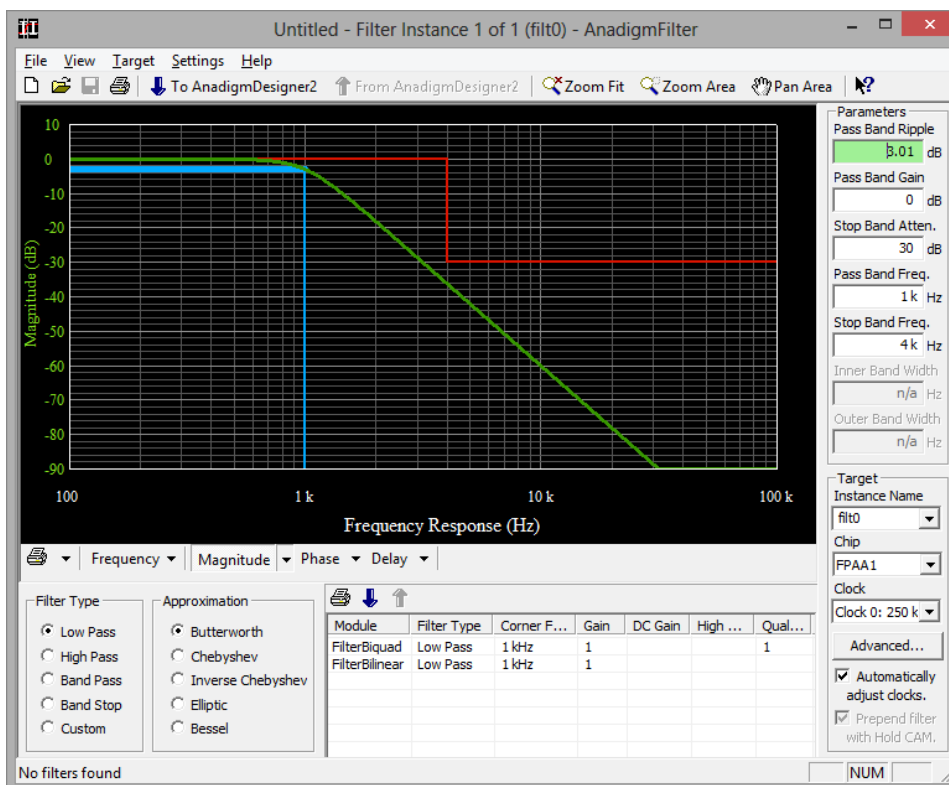 Untitled - Filter Instance 1 of 1 (filt0) - AnadigmFilter
File View Target Settings Help
To AnadigmDesigner2 From AnadigmDesigner2 Zoom Fit Zoom Area Pan Area
10
0
-10
-20
-30
-40
-50
-60
-70
-80
-90
Magnitude (dB)
100 1 k 10 k 100 k
Frequency Response (Hz)
Parameters
Pass Band Ripple
3.01 dB
Pass Band Gain
0 dB
Stop Band Atten.
30 dB
Pass Band Freq.
1 k Hz
Stop Band Freq.
4 k Hz
Inner Band Width
n/a Hz
Outer Band Width
n/a Hz
Target
Instance Name
filt0
Chip
FPAA1
Clock
Clock 0: 250 k
Advanced...
Automatically
adjust clocks.
Prepend filter
with Hold CAM.
Frequency Magnitude Phase Delay
Filter Type
Low Pass
High Pass
Band Pass
Band Stop
Custom
Approximation
Butterworth
Chebyshev
Inverse Chebyshev
Elliptic
Bessel
Module Filter Type Corner F... Gain DC Gain High ... Qual...
FilterBiquad Low Pass 1 kHz 1 1
FilterBilinear Low Pass 1 kHz 1
No filters found
NUM